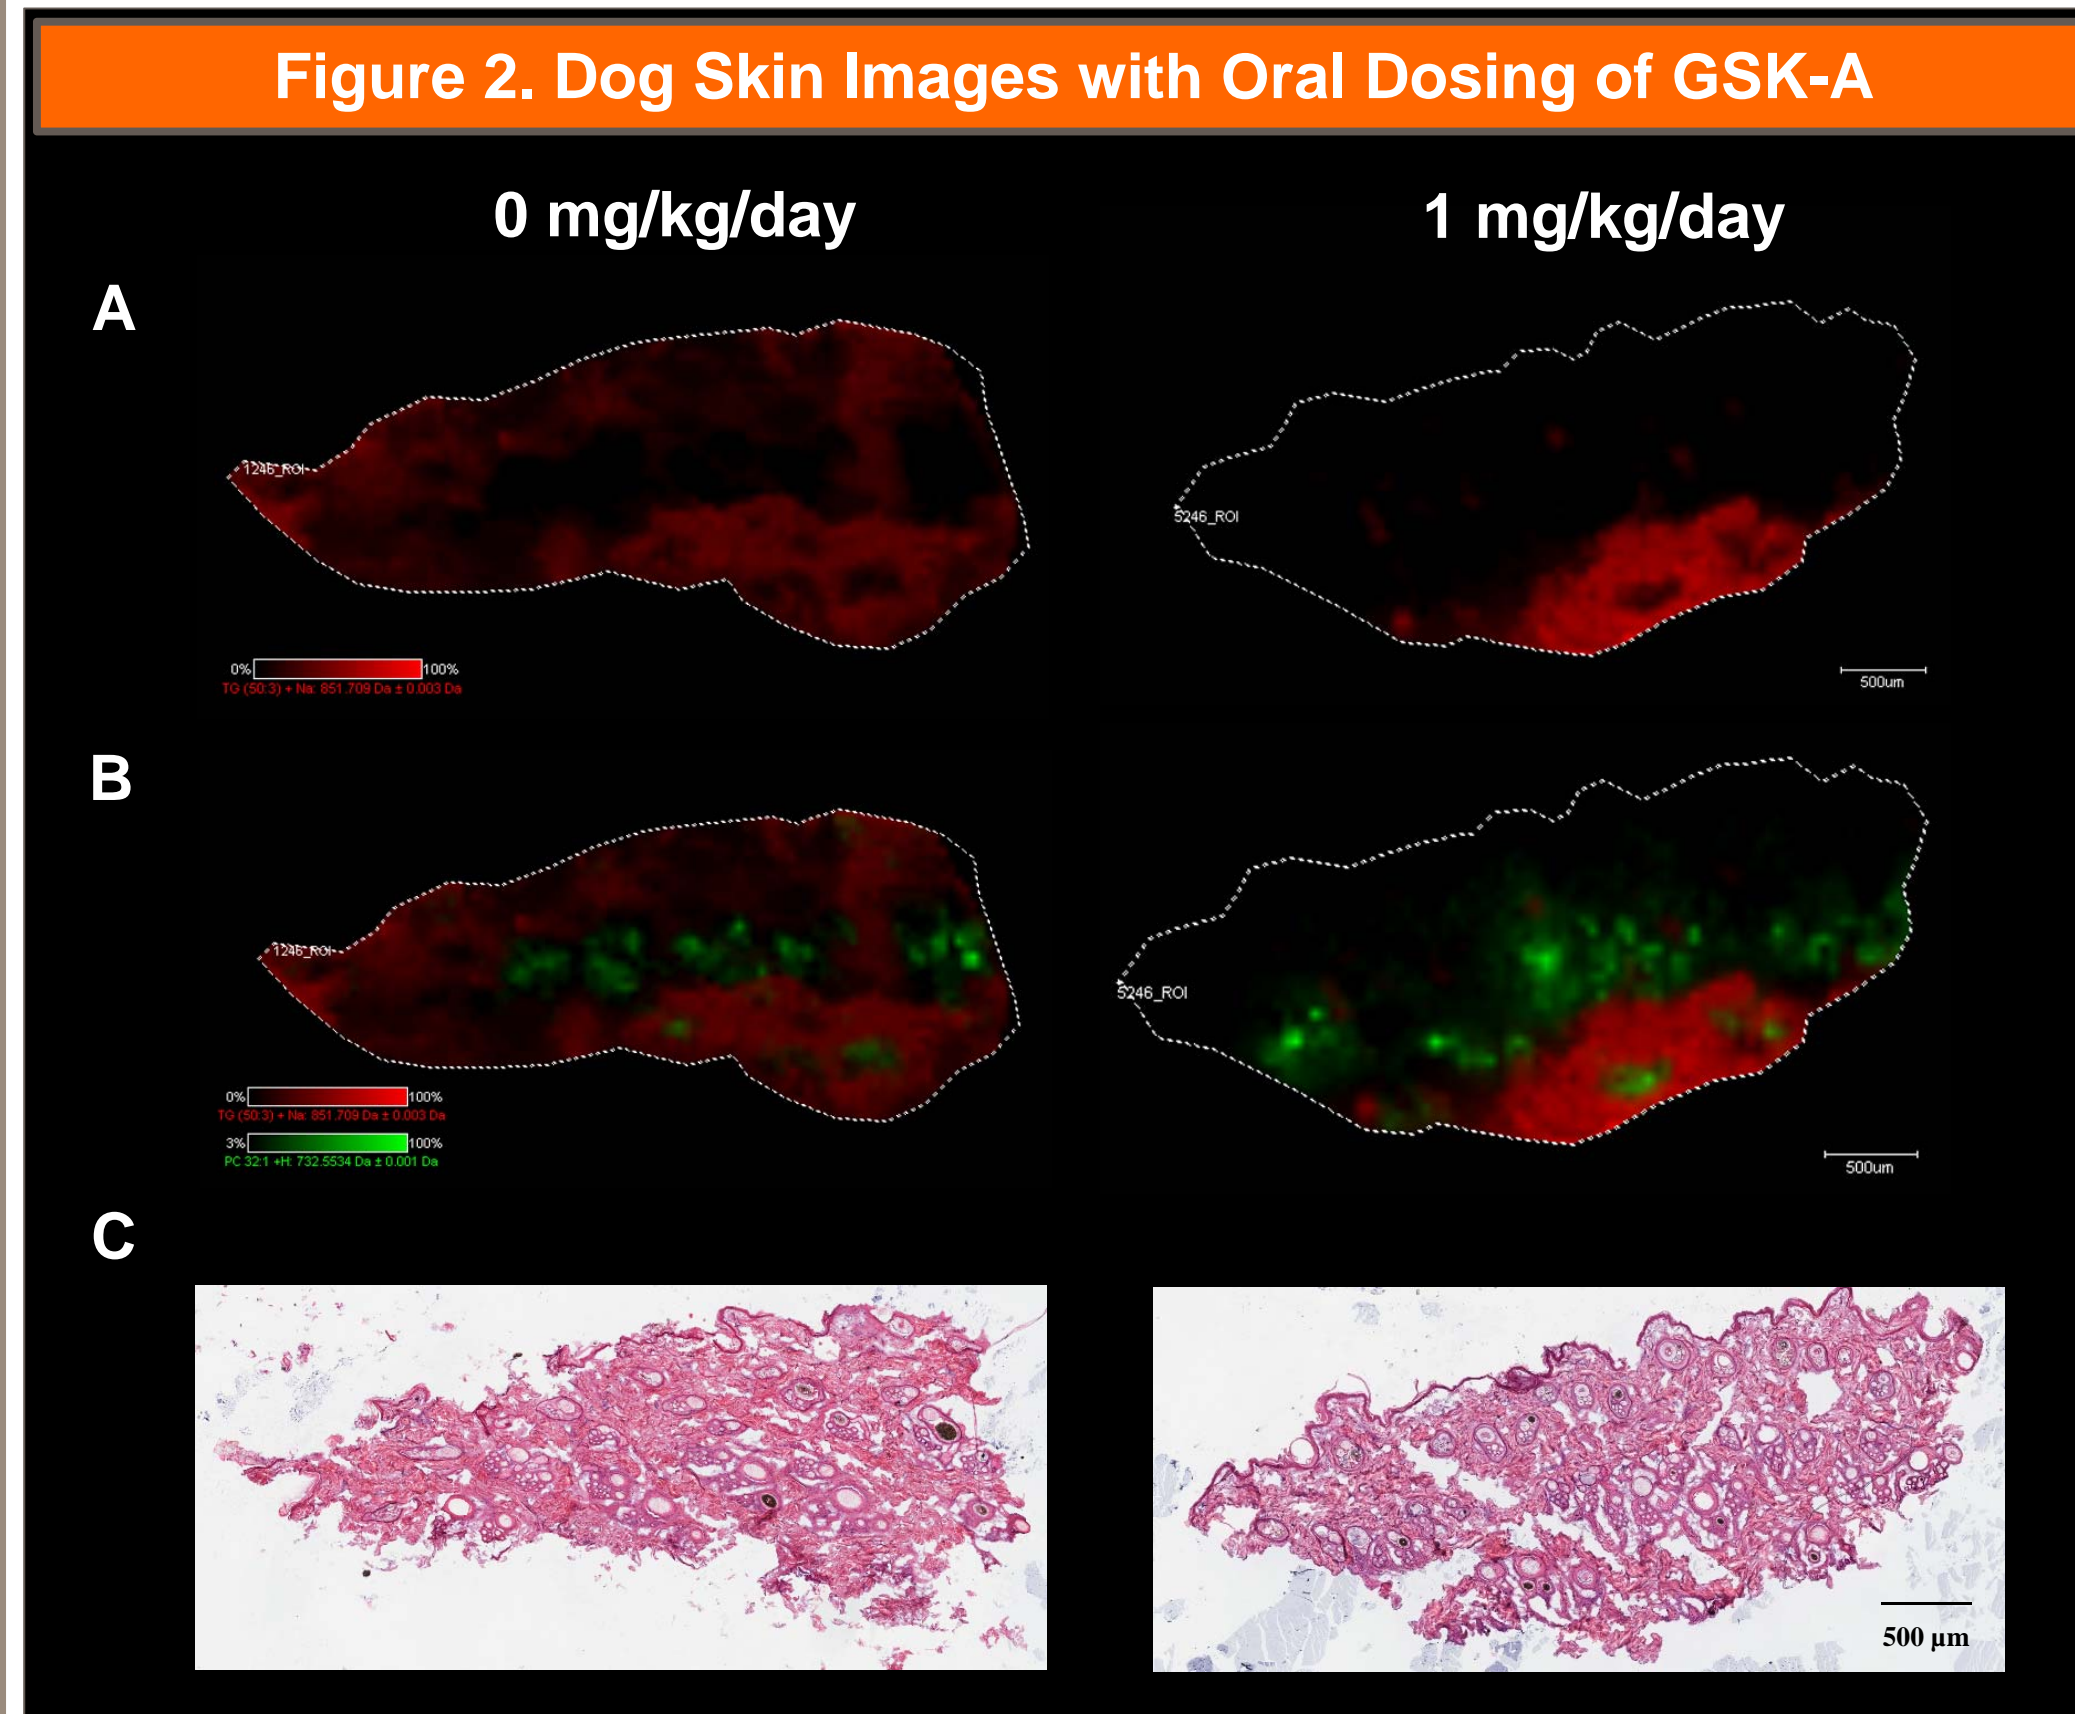 Figure 2. Dog Skin Images with Oral Dosing of GSK-A
0 mg/kg/day
1 mg/kg/day
A
1246_ROI
5246_ROI
0% 100%
TG (50:3) + Na: 851.709 Da ± 0.003 Da
500um
B
1246_ROI
5246_ROI
0% 100%
TG (50:3) + Na: 851.709 Da ± 0.003 Da
3% 100%
PC 32:1 +H: 732.5534 Da ± 0.001 Da
500um
C
500 µm